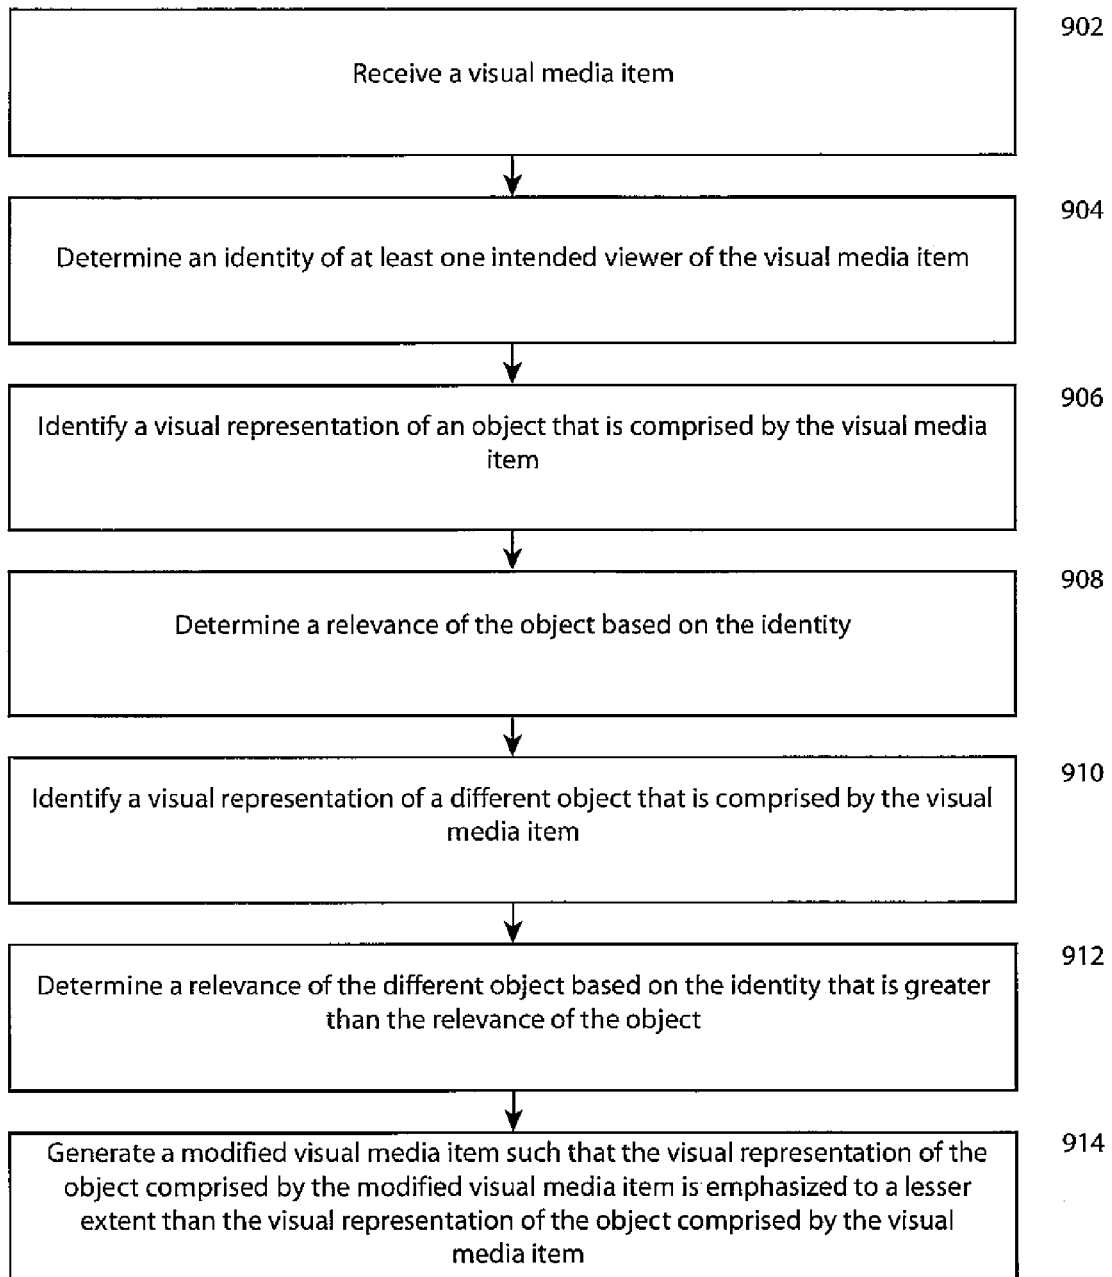 902
Receive a visual media item
904
Determine an identity of at least one intended viewer of the visual media item
906
Identify a visual representation of an object that is comprised by the visual media
item
908
Determine a relevance of the object based on the identity
910
Identify a visual representation of a different object that is comprised by the visual
media item
912
Determine a relevance of the different object based on the identity that is greater
than the relevance of the object
914
Generate a modified visual media item such that the visual representation of the
object comprised by the modified visual media item is emphasized to a lesser
extent than the visual representation of the object comprised by the visual
media item